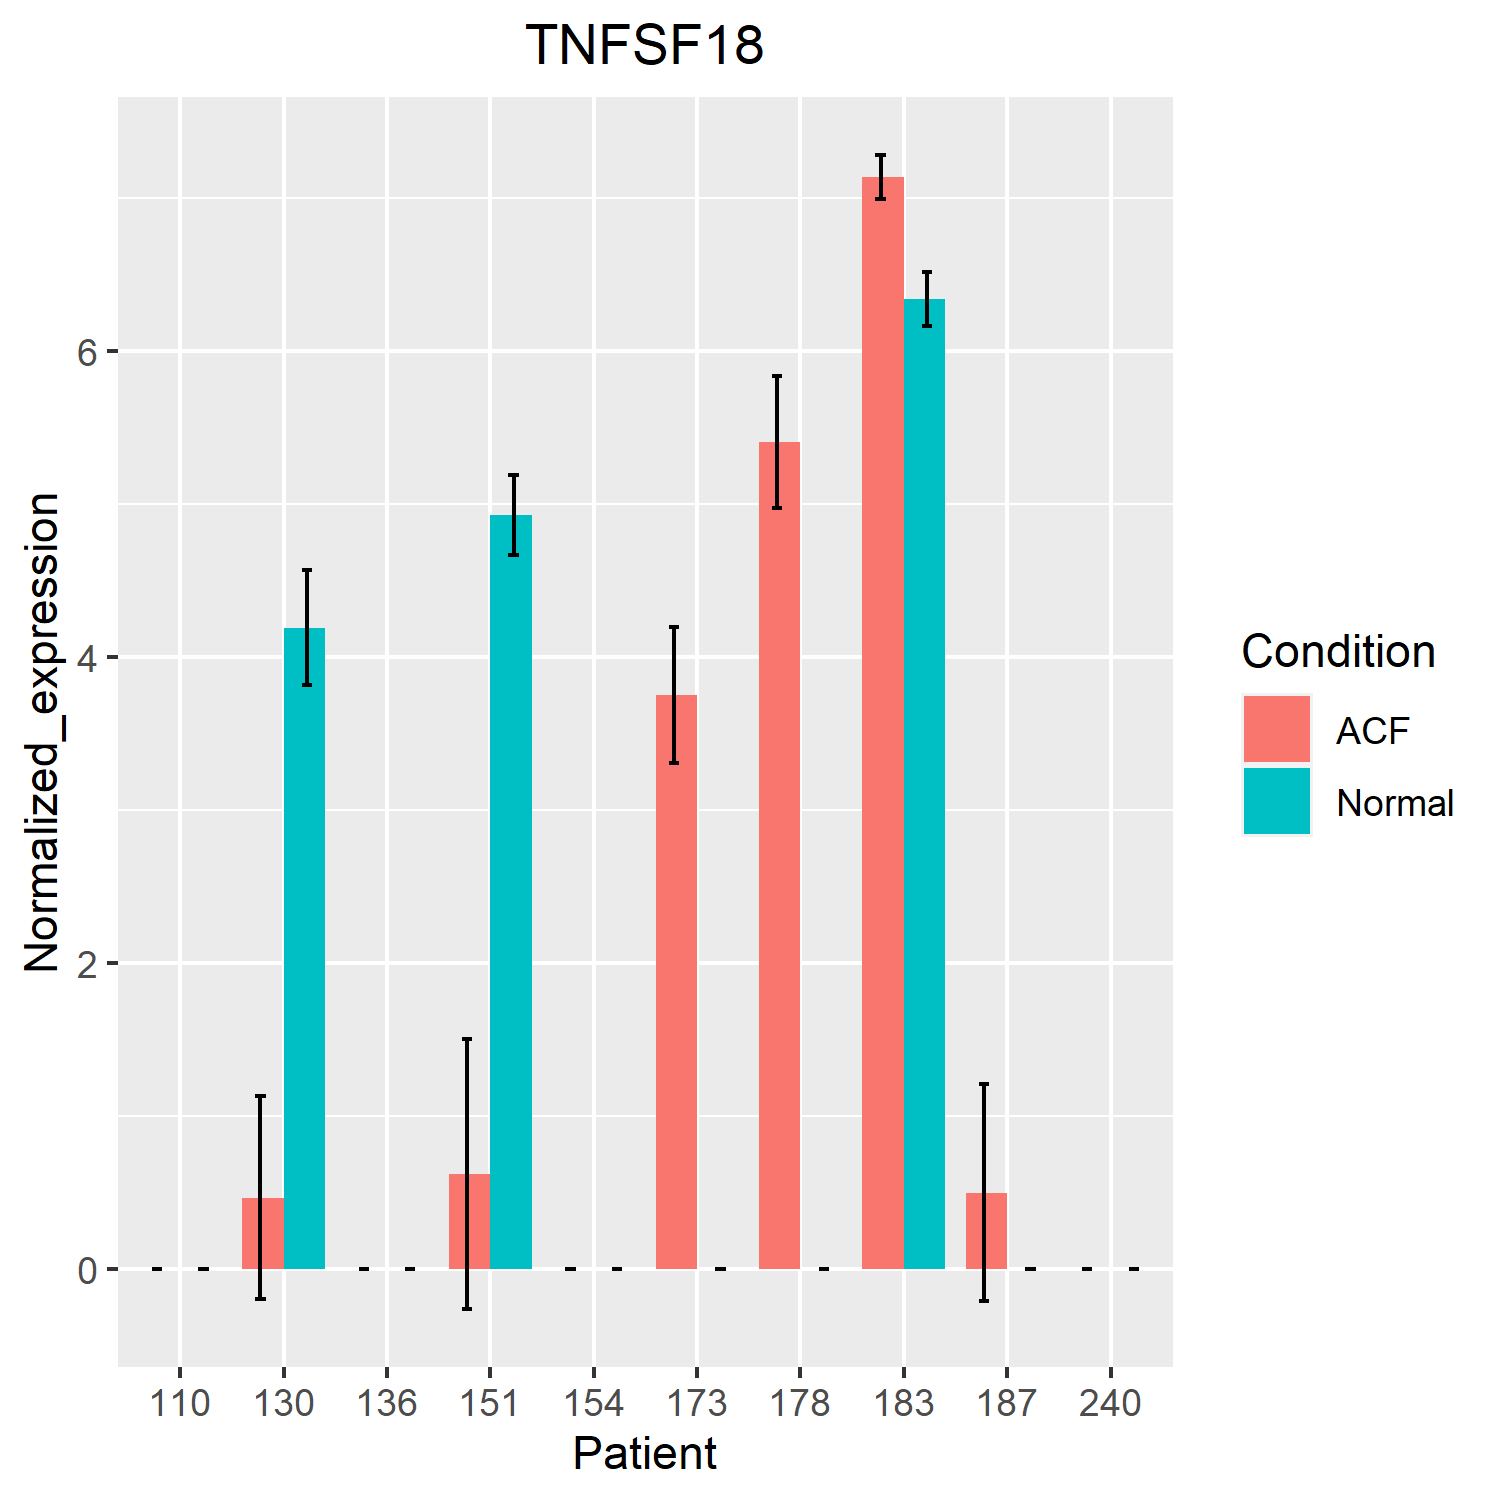 TNFSF18
Normalized_expression
6
4
2
0
110 130 136 151 154 173 178 183 187 240
Patient
Condition
ACF
Normal